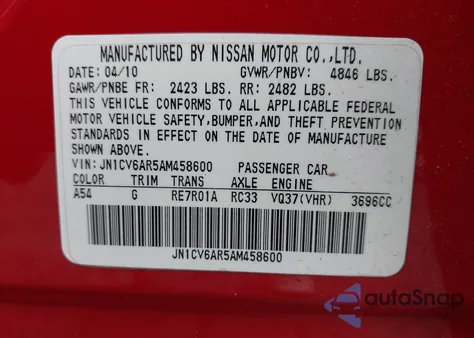 MANUFACTURED BY NISSAN MOTOR CO.,LTD.
DATE: 04/10 GVWR/PNBV: 4846 LBS.
GAWR/PNBE FR: 2423 LBS. RR: 2482 LBS.
THIS VEHICLE CONFORMS TO ALL APPLICABLE FEDERAL
MOTOR VEHICLE SAFETY,BUMPER,AND THEFT PREVENTION
STANDARDS IN EFFECT ON THE DATE OF MANUFACTURE
SHOWN ABOVE.
VIN: JN1CV6AR5AM458600 PASSENGER CAR
COLOR TRIM TRANS AXLE ENGINE
A54 G RE7R01A RC33 VQ37(VHR) 3696CC
JN1CV6AR5AM458600
autoSnap